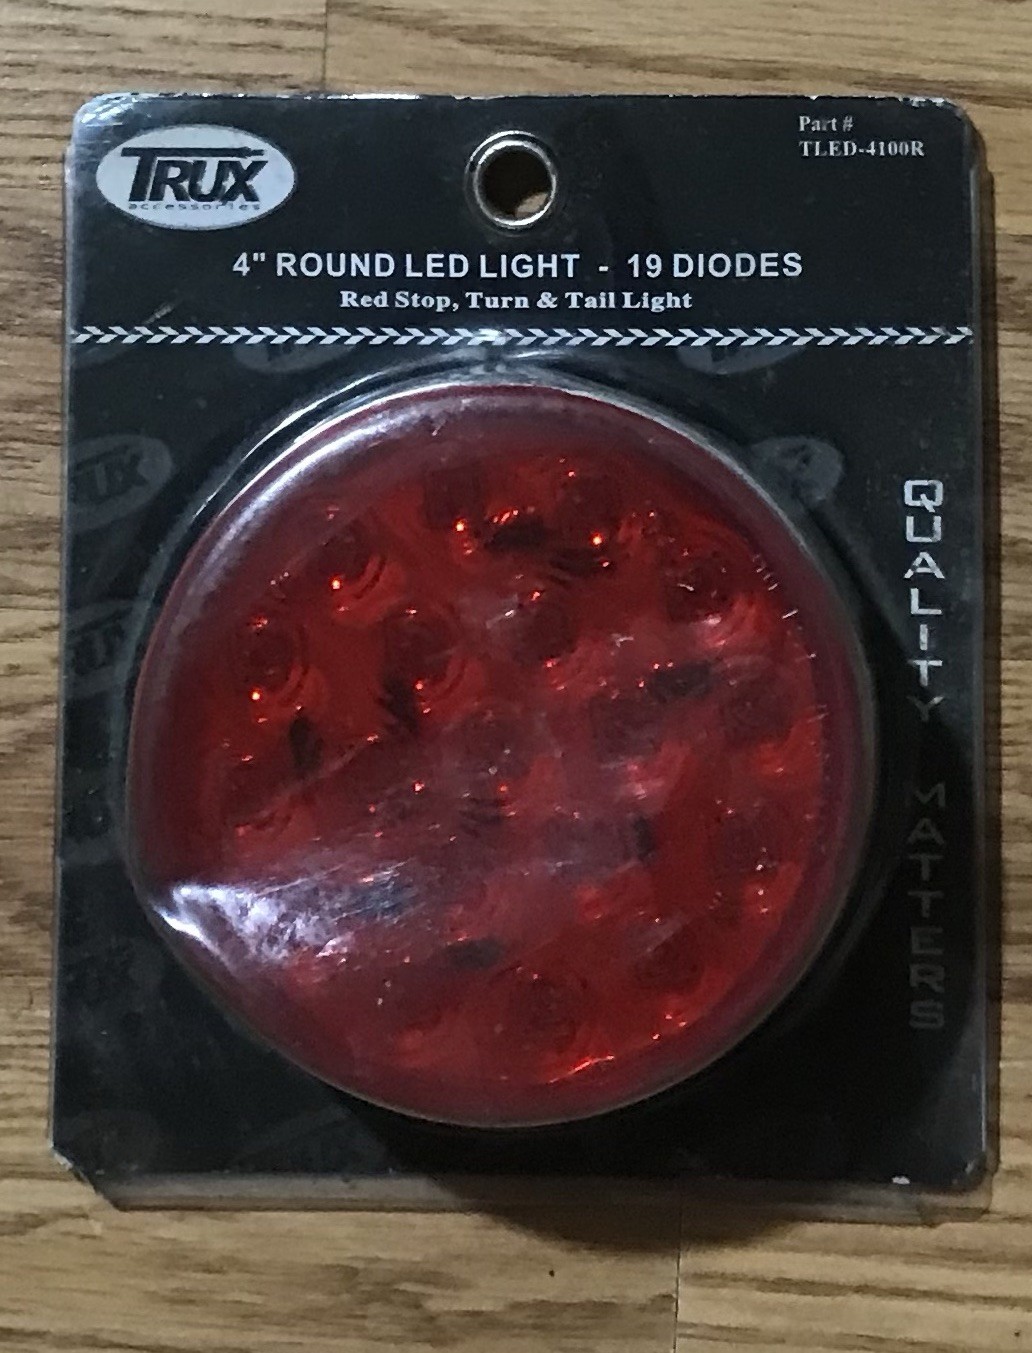 TRUX
accessories
Part #
TLED-4100R
4" ROUND LED LIGHT - 19 DIODES
Red Stop, Turn & Tail Light
QUALITY MATTERS